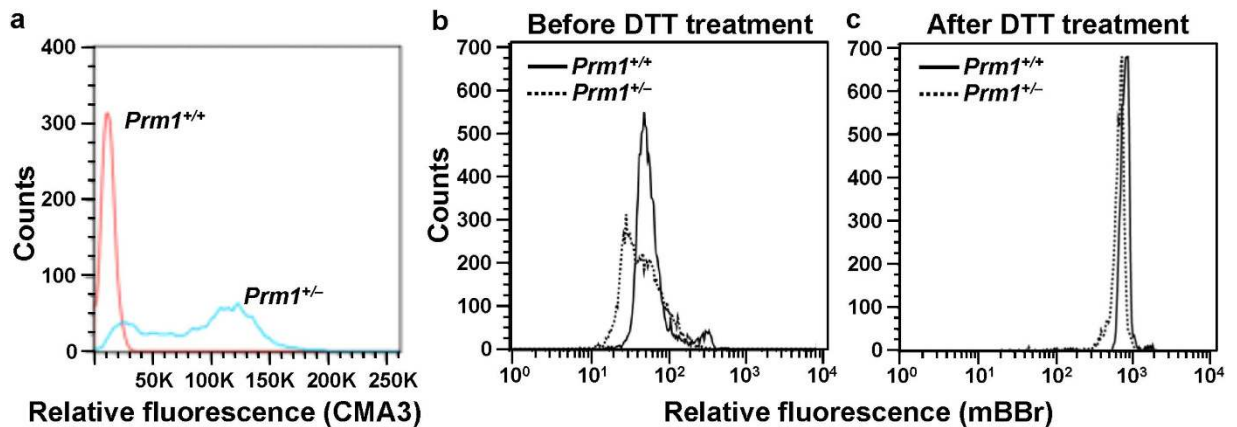 a
400
300
200
100
0
Counts
Prm1+/+
Prm1+/–
50K 100K 150K 200K 250K
Relative fluorescence (CMA3)
b
Before DTT treatment
700
600
500
400
300
200
100
0
Counts
Prm1+/+
Prm1+/–
10⁰ 10¹ 10² 10³ 10⁴
c
After DTT treatment
700
600
500
400
300
200
100
0
Prm1+/+
Prm1+/–
10⁰ 10¹ 10² 10³ 10⁴
Relative fluorescence (mBBr)